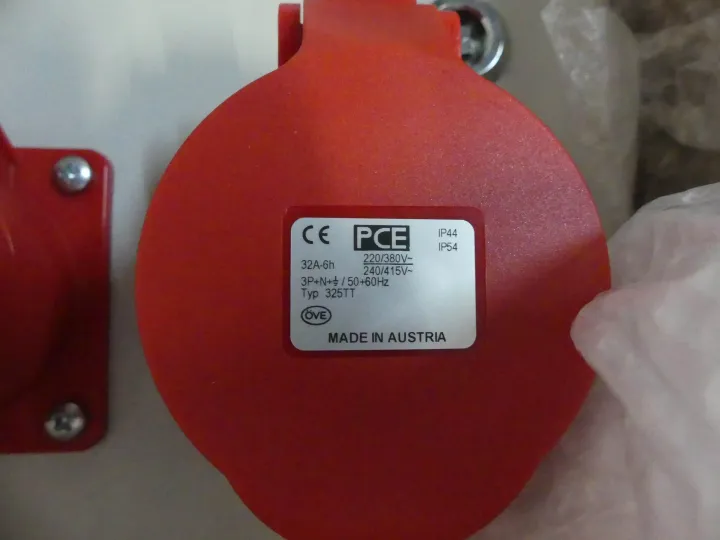 CE PCE IP44
IP54
32A-6h 220/380V~
240/415V~
3P+N+⏚ / 50+60Hz
Typ 325TT
ÖVE
MADE IN AUSTRIA